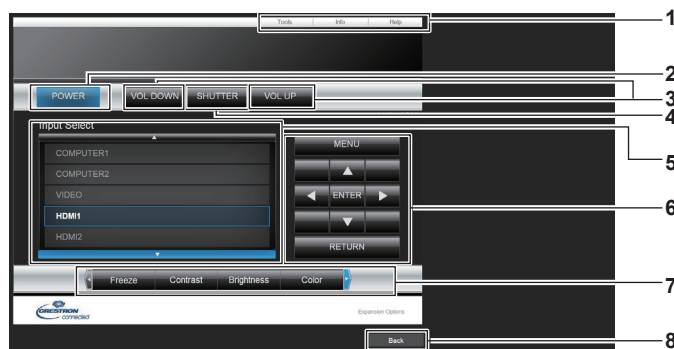 Tools Info Help 1
2
POWER VOL DOWN SHUTTER VOL UP 3
4
Input Select
MENU
COMPUTER1 5
COMPUTER2
VIDEO ENTER 6
HDMI1
HDMI2 RETURN
Freeze Contrast Brightness Color 7
CRESTRON connected Expansion Options
Back 8